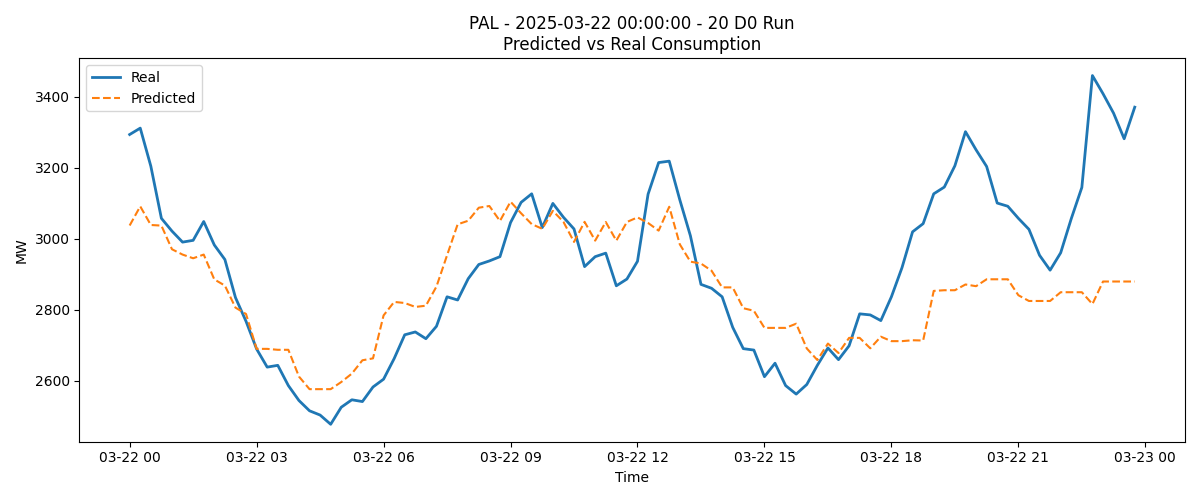 PAL - 2025-03-22 00:00:00 - 20 D0 Run
Predicted vs Real Consumption
Real
Predicted
MW
3400
3200
3000
2800
2600
03-22 00
03-22 03
03-22 06
03-22 09
03-22 12
03-22 15
03-22 18
03-22 21
03-23 00
Time